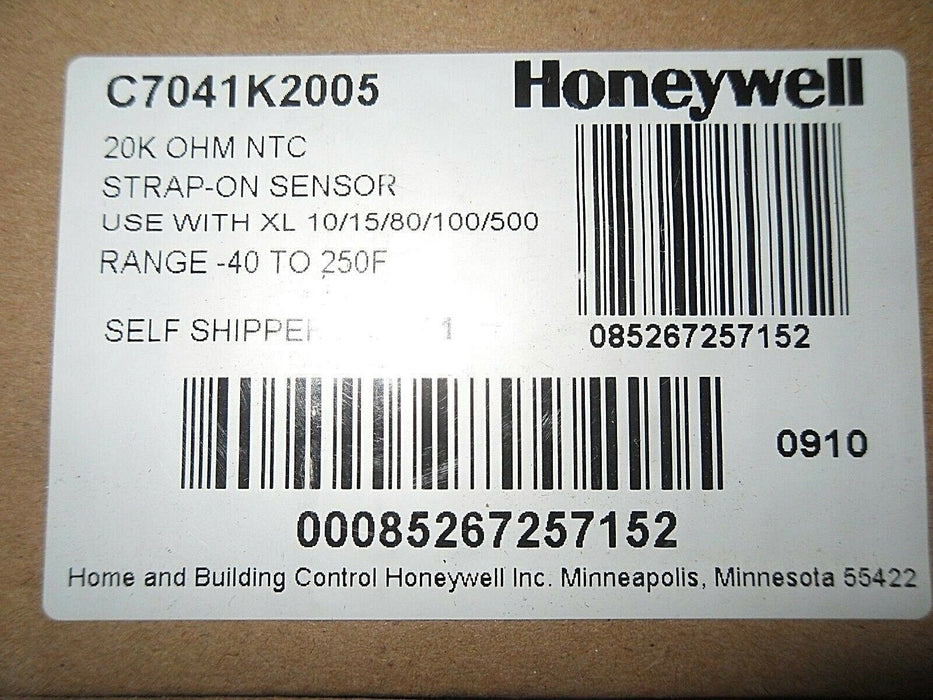 C7041K2005
Honeywell
20K OHM NTC
STRAP-ON SENSOR
USE WITH XL 10/15/80/100/500
RANGE -40 TO 250F
085267257152
SELF 1
0910
00085267257152
Home and Building Control Honeywell Inc. Minneapolis, Minnesota 55422